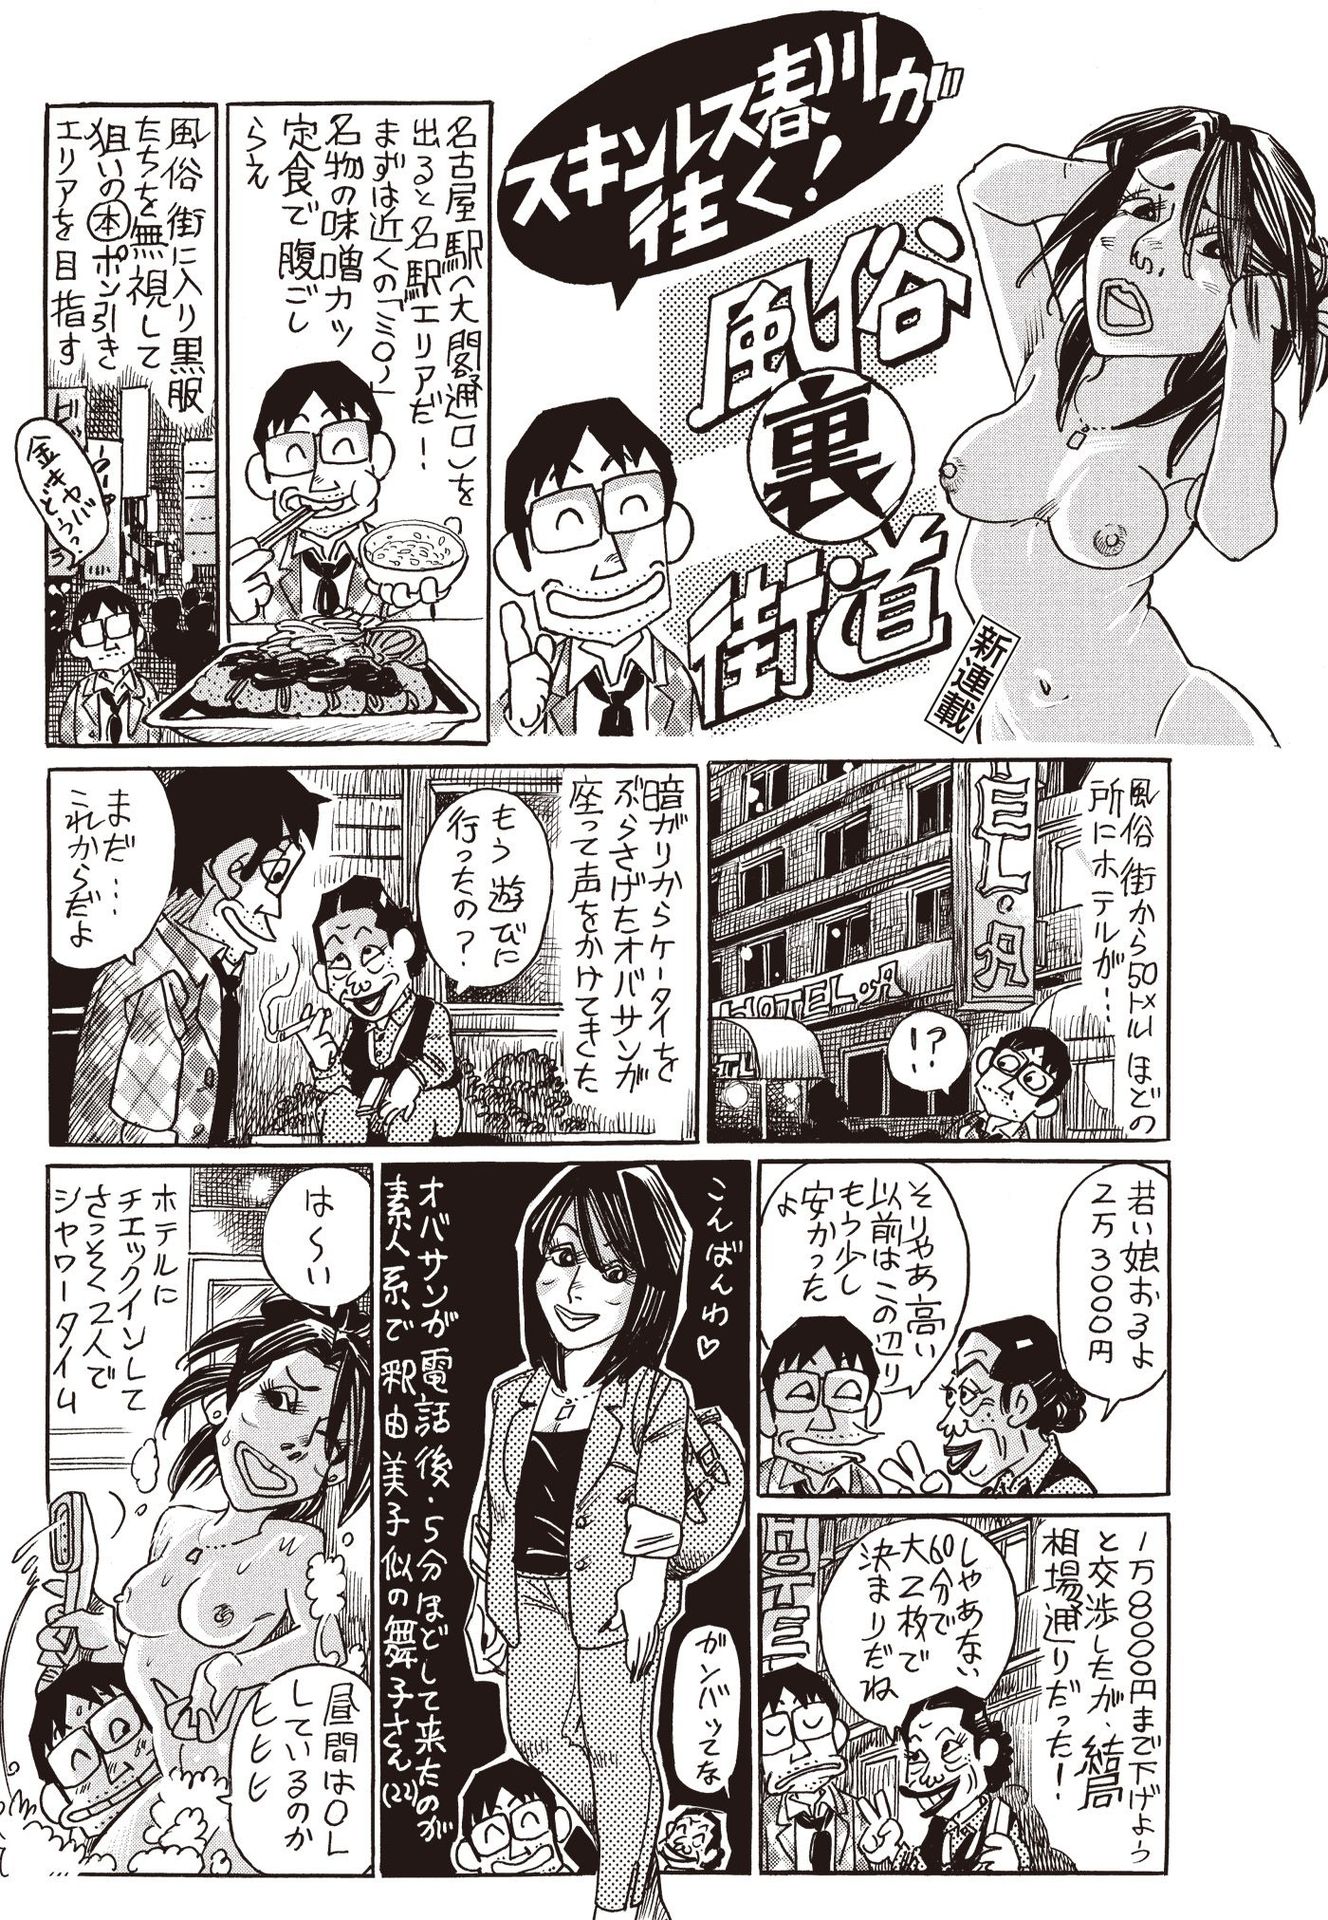 スキンレス春川が
往く！
風俗
裏
街道
新連載
名古屋駅へ大閣通口を
出ると名駅エリアだ！
まずは近くの「ミ〇〇」
名物の味噌カツ
定食で腹ごし
らえ
風俗街に入り黒服
たちを無視して
狙いの本ポン引き
エリアを目指す
金キャバ
どう？
風俗街から50㍍ほどの
所にホテルが…
HOTEL・A
!?
暗がりからケータイを
ぶらさげたオバサンが
座って声をかけてきた
もう遊びに
行ったの？
まだ…
これからだよ
若い娘おるよ
2万3000円
そりゃあ高い
以前はこの辺り
もう少し
安かった
よ
1万8000円まで下げよう
と交渉したが、結局
相場通りだった！
しゃあない
60分で
大2枚で
決まりだね
HOTEL
こんばんわ♡
オバサンが電話後、5分ほどして来たのが
素人系で釈由美子似の舞子さん(22)
ガンバッてな
ホテルに
チェックインして
さっそく2人で
シャワータイム
は〜い
昼間はOL
しているのか
ヒヒヒ